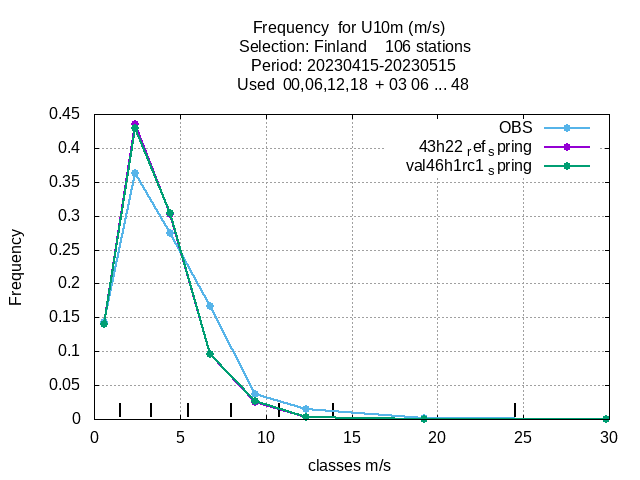 Frequency for U10m (m/s)
Selection: Finland 106 stations
Period: 20230415-20230515
Used 00,06,12,18 + 03 06 ... 48
0.45
0.4
0.35
0.3
0.25
0.2
0.15
0.1
0.05
0
Frequency
OBS
43h22 ref spring
val46h1rc1 spring
0 5 10 15 20 25 30
classes m/s